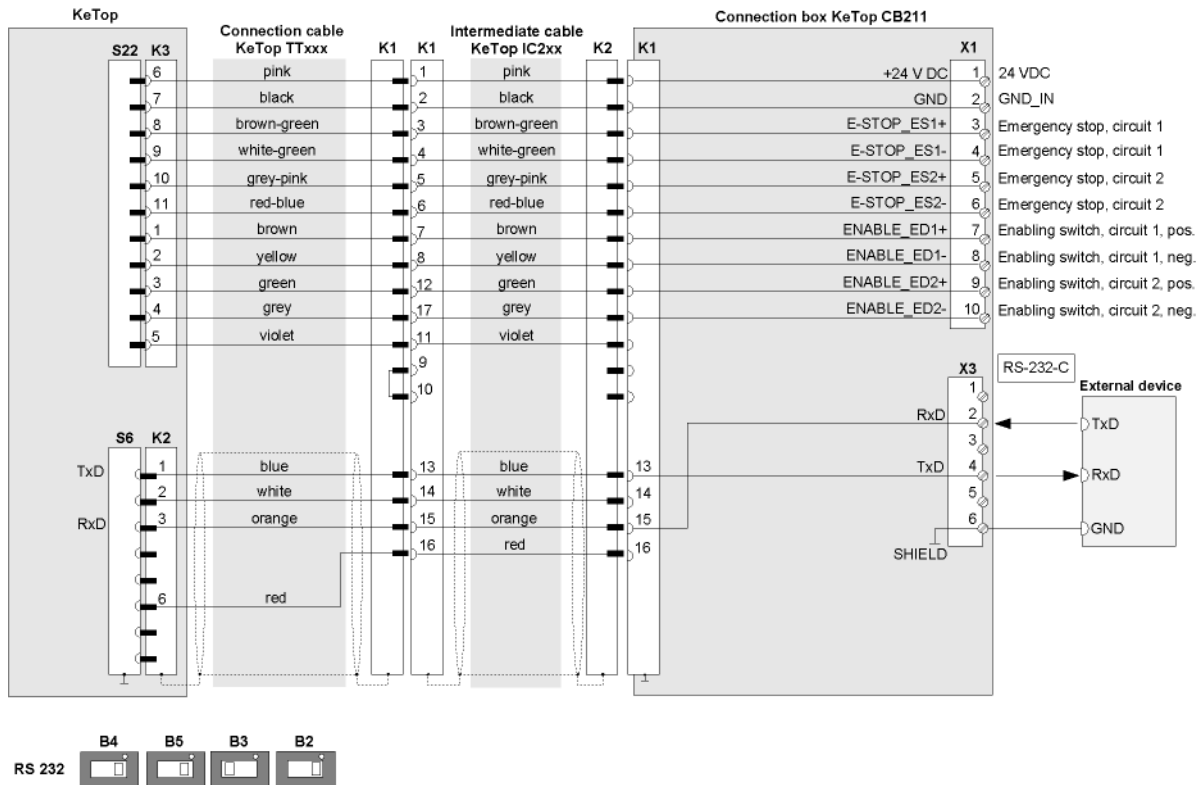 KeTop
Connection cable
KeTop TTxxx
Intermediate cable
KeTop IC2xx
Connection box KeTop CB211
S22 K3 K1 K1 K2 K1 X1
6 pink 1 pink +24 V DC 1 24 VDC
7 black 2 black GND 2 GND_IN
8 brown-green 3 brown-green E-STOP_ES1+ 3 Emergency stop, circuit 1
9 white-green 4 white-green E-STOP_ES1- 4 Emergency stop, circuit 1
10 grey-pink 5 grey-pink E-STOP_ES2+ 5 Emergency stop, circuit 2
11 red-blue 6 red-blue E-STOP_ES2- 6 Emergency stop, circuit 2
1 brown 7 brown ENABLE_ED1+ 7 Enabling switch, circuit 1, pos.
2 yellow 8 yellow ENABLE_ED1- 8 Enabling switch, circuit 1, neg.
3 green 12 green ENABLE_ED2+ 9 Enabling switch, circuit 2, pos.
4 grey 17 grey ENABLE_ED2- 10 Enabling switch, circuit 2, neg.
5 violet 11 violet
9
10
X3 RS-232-C
External device
1
RxD 2 TxD
3
S6 K2
TxD 1 blue 13 blue 13 TxD 4 RxD
2 white 14 white 14 5
RxD 3 orange 15 orange 15 6 GND
16 red 16 SHIELD
6 red
B4 B5 B3 B2
RS 232